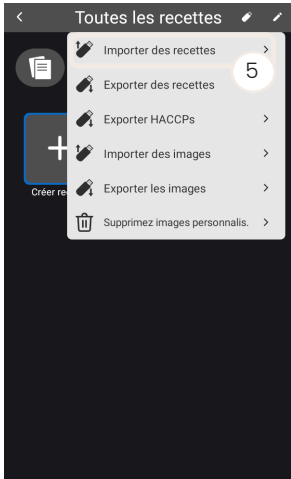 Toutes les recettes
Importer des recettes
5
Exporter des recettes
Exporter HACCPs
Importer des images
Exporter les images
Créer re
Supprimez images personnalis.